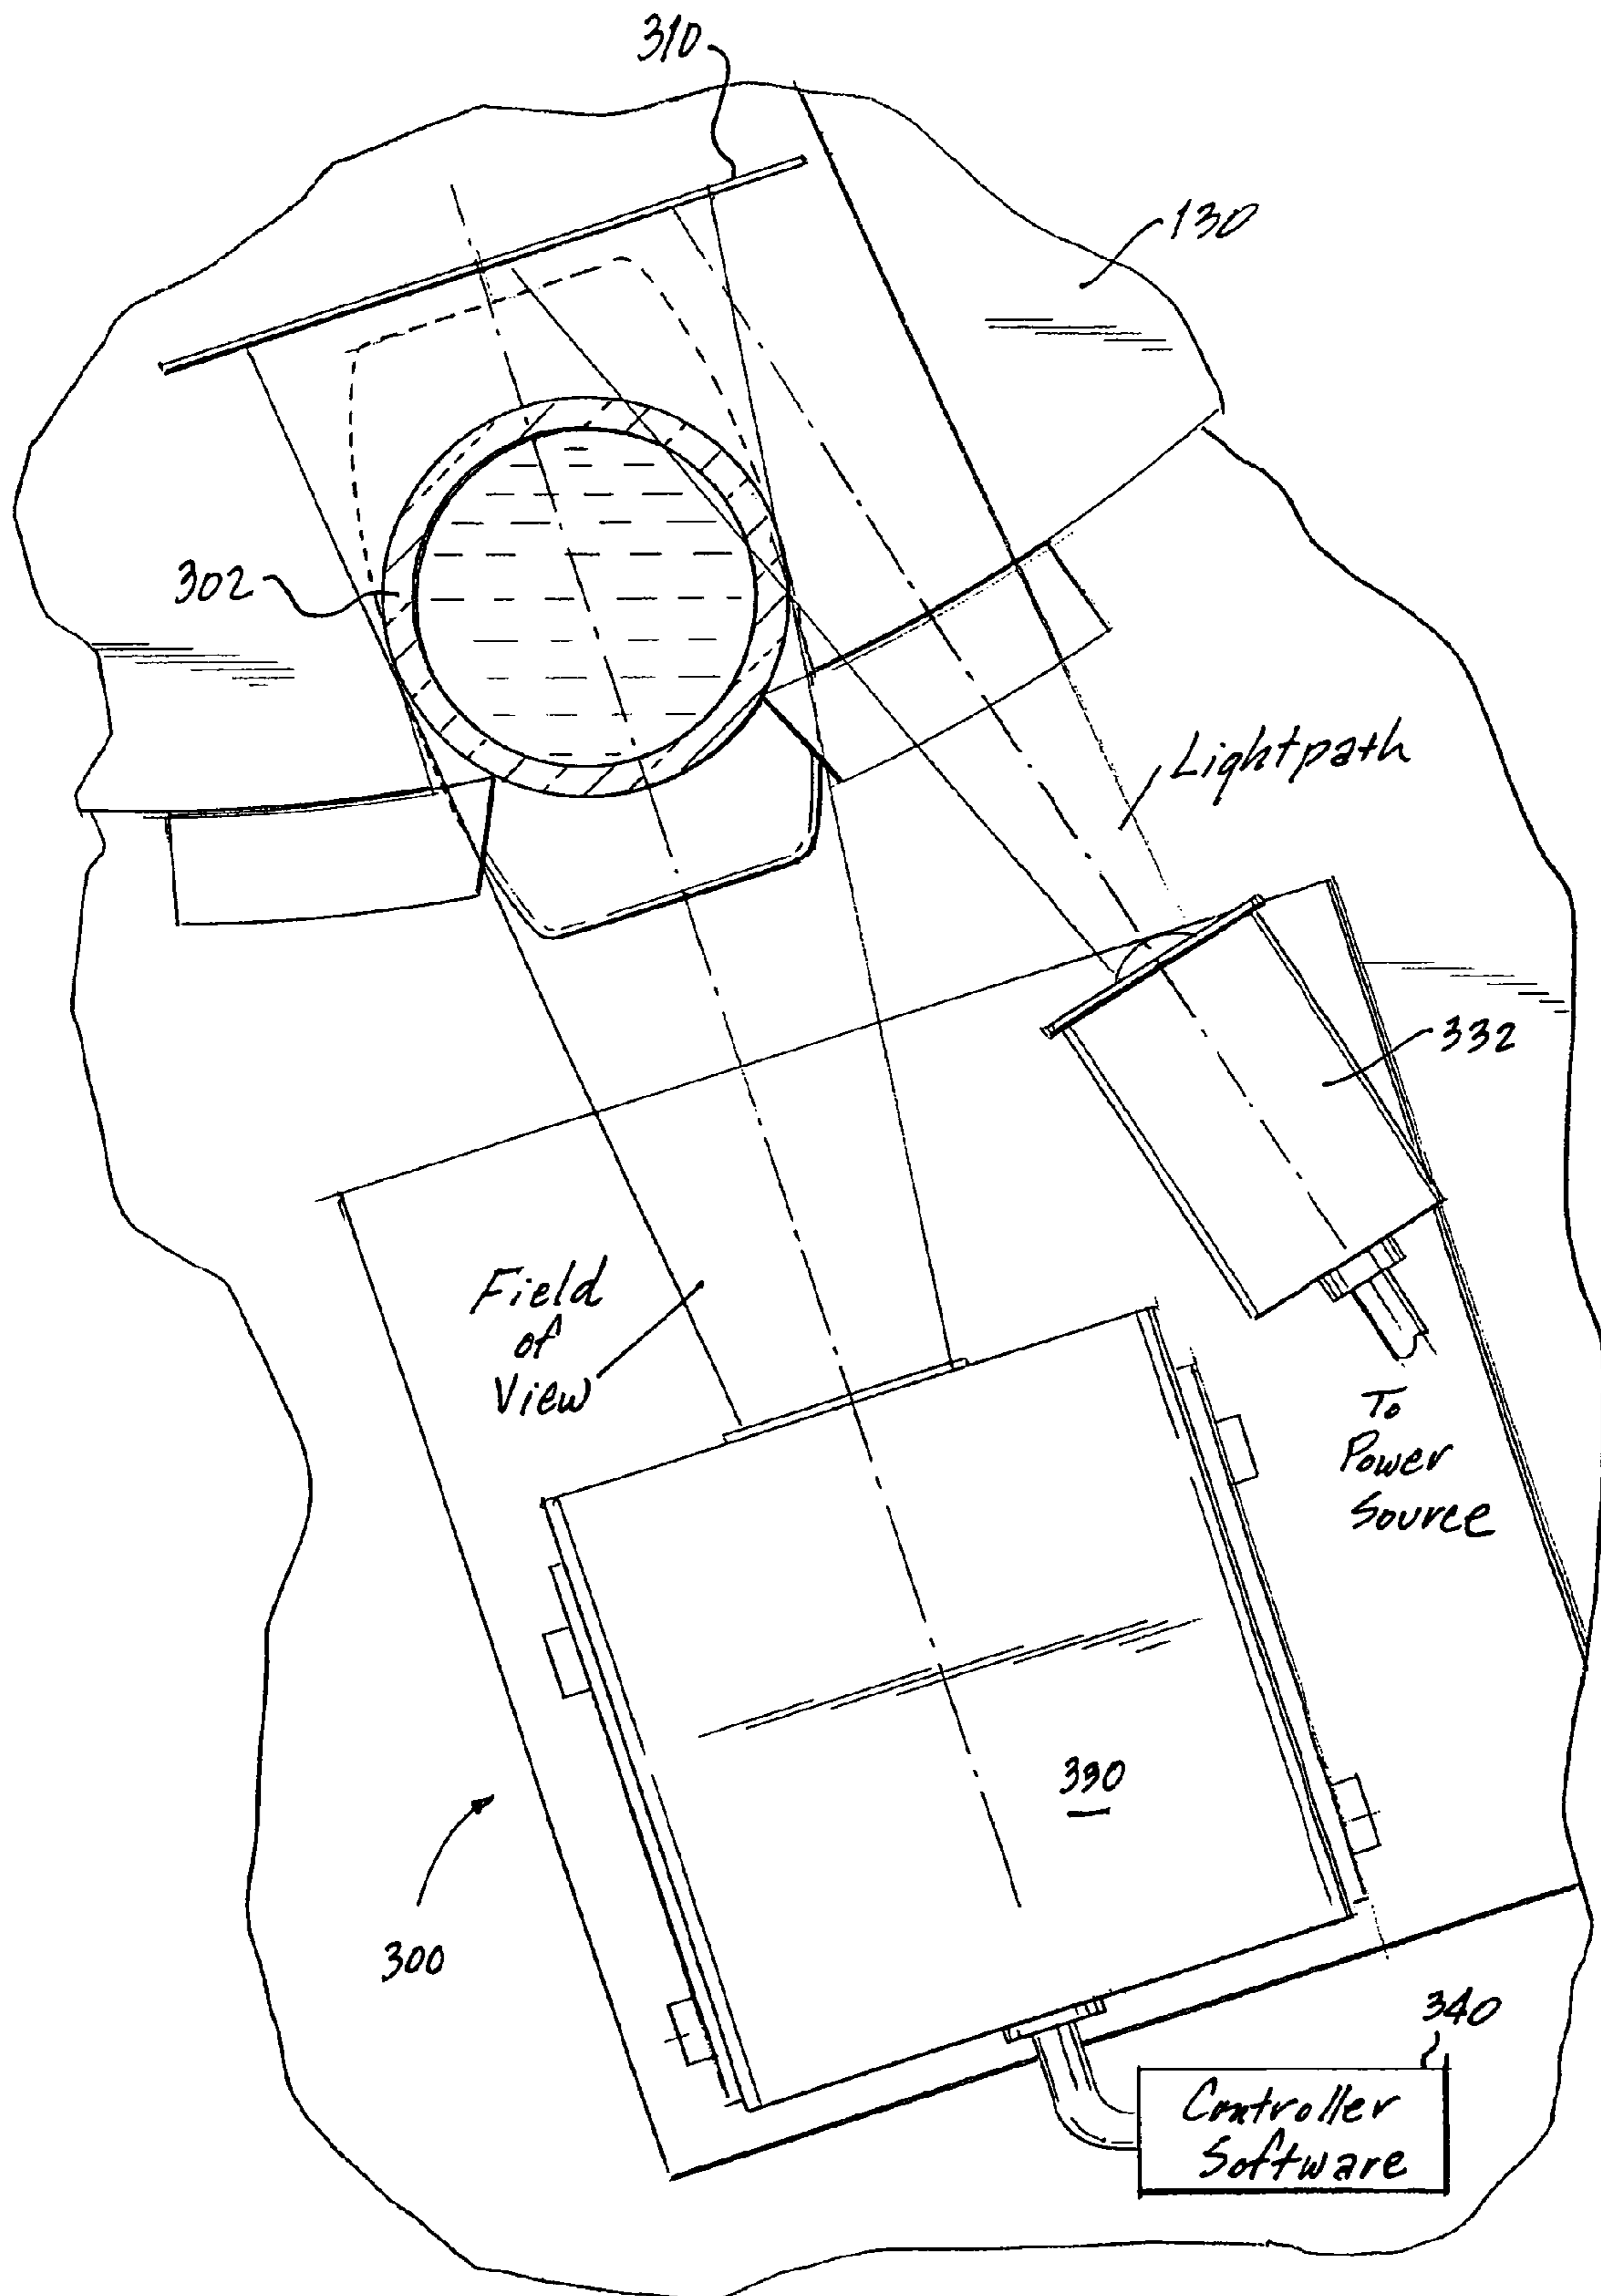 310
130
302
Lightpath
332
Field
of
View
To
Power
Source
330
300
340
Controller
Software